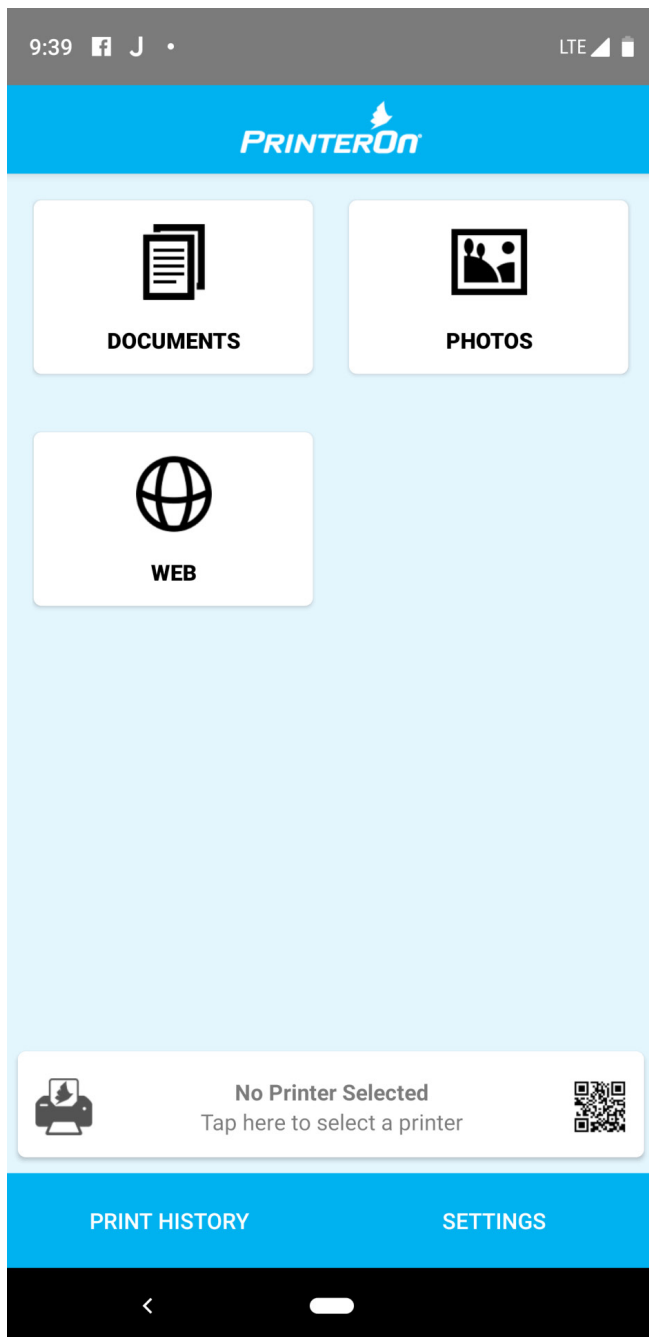 9:39 J LTE
PRINTERON
DOCUMENTS
PHOTOS
WEB
No Printer Selected
Tap here to select a printer
PRINT HISTORY
SETTINGS